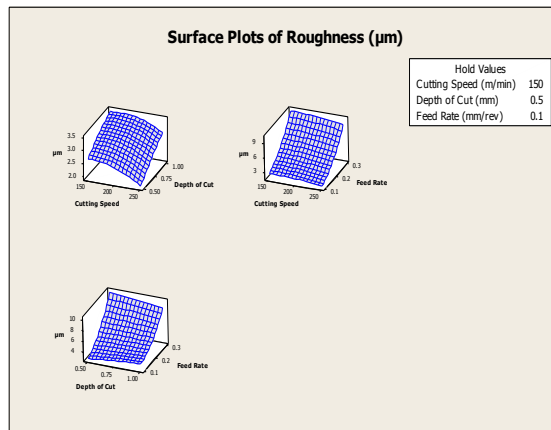 Surface Plots of Roughness (µm)
Hold Values
Cutting Speed (m/min) 150
Depth of Cut (mm) 0.5
Feed Rate (mm/rev) 0.1
3.5
3.0
µm
2.5
2.0
150
200
250
0.50
0.75
1.00
Depth of Cut
Cutting Speed
9
µm
6
3
150
200
250
0.1
0.2
0.3
Feed Rate
Cutting Speed
10
8
µm
6
4
0.50
0.75
1.00
0.1
0.2
0.3
Feed Rate
Depth of Cut